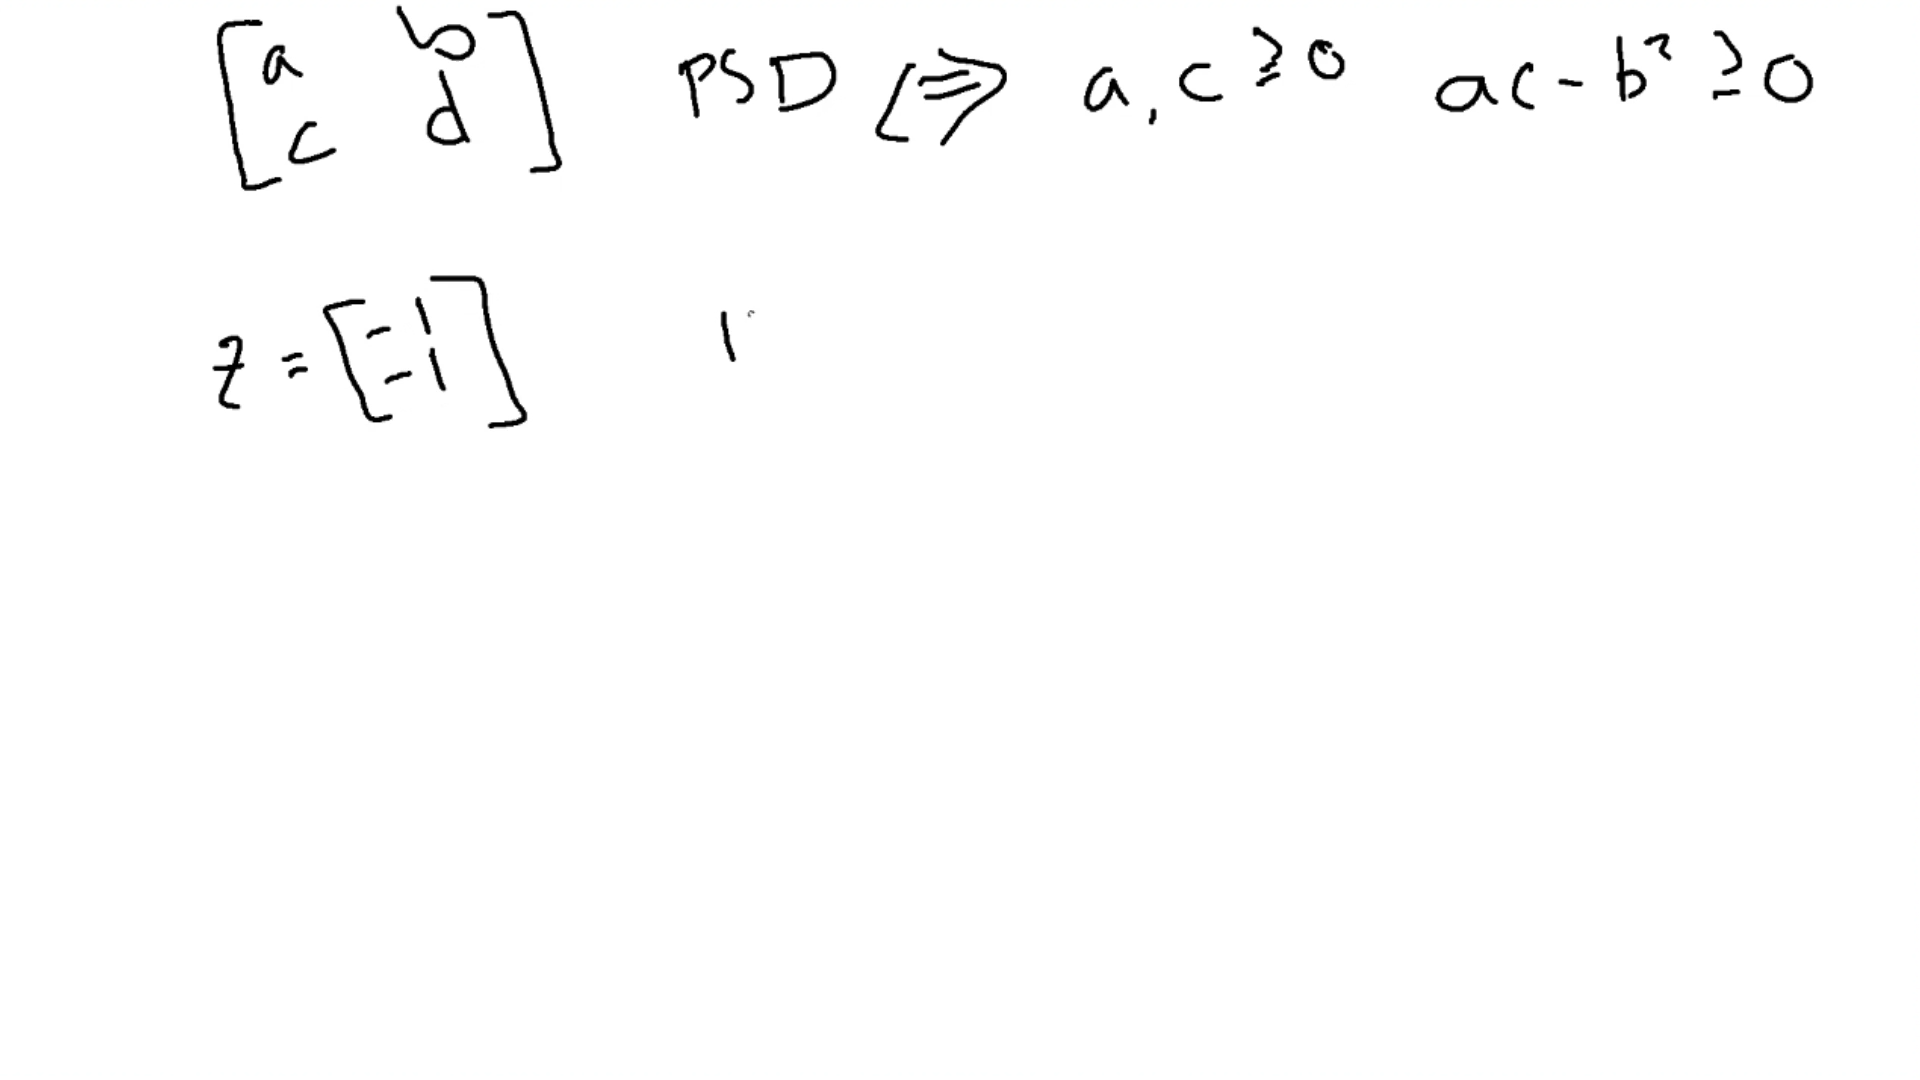 [a b
c d] PSD <=> a, c ≥ 0 ac - b² ≥ 0
z = [-1
-1]